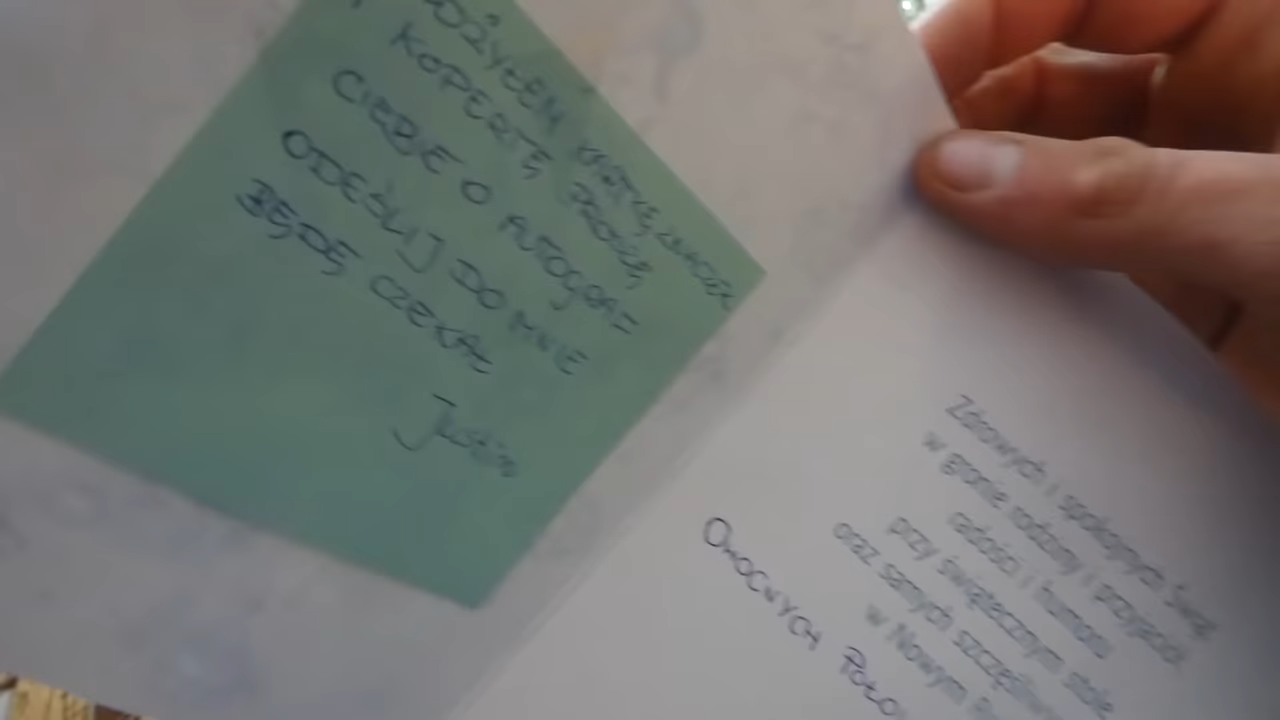 KOPERTĘ, PROSZĘ
CIEBIE O AUTOGRAF
ODEŚLIJ DO MNIE
BĘDĘ CZEKAŁ
Justin
Zdrowych i spokojnych Świąt
w gronie rodziny i przyjaciół
radości i humoru
przy świątecznym stole
oraz samych
w Nowym
OWOCNYCH